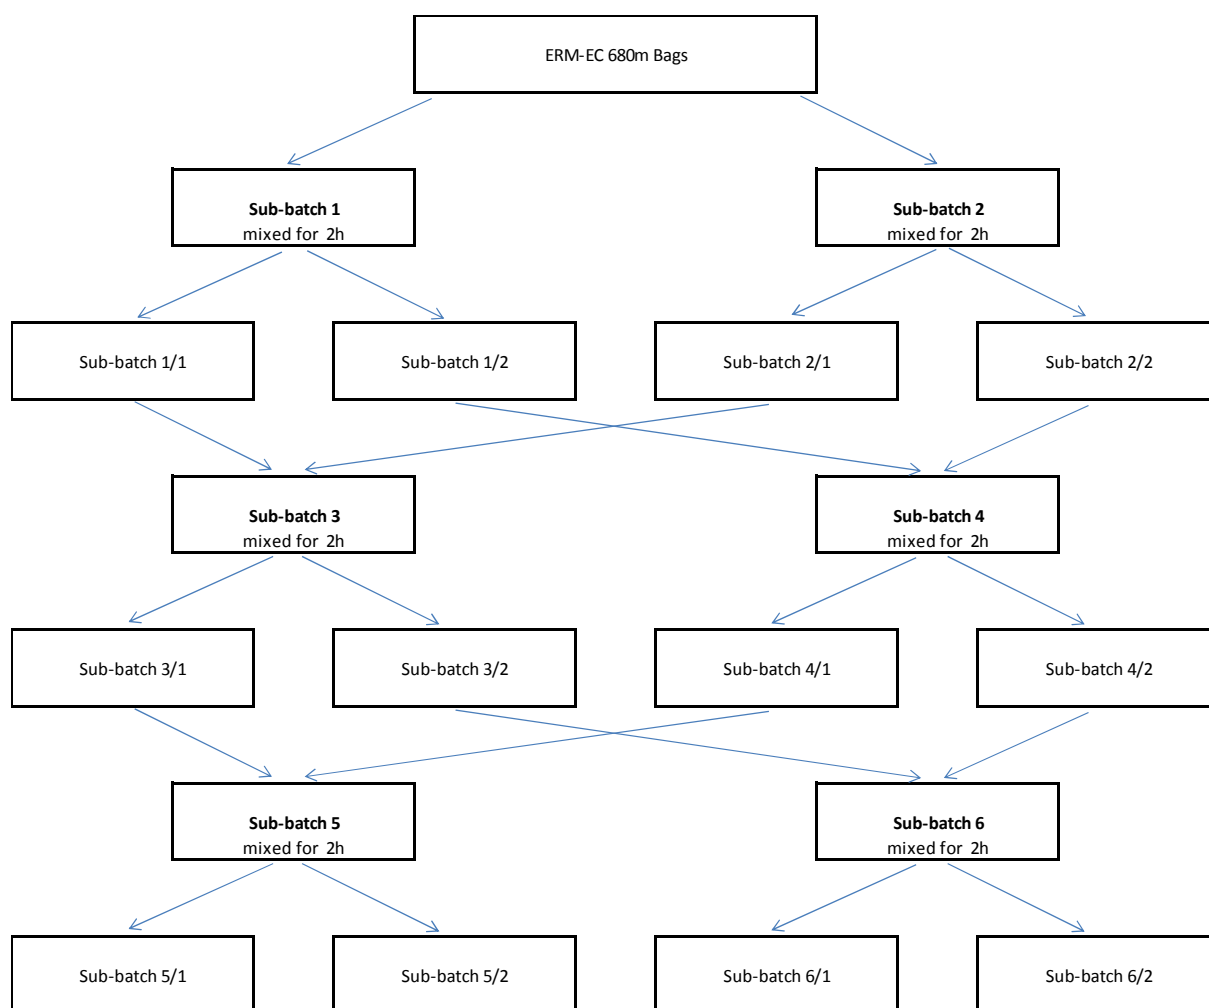 ERM-EC 680m Bags
Sub-batch 1
mixed for 2h
Sub-batch 2
mixed for 2h
Sub-batch 1/1
Sub-batch 1/2
Sub-batch 2/1
Sub-batch 2/2
Sub-batch 3
mixed for 2h
Sub-batch 4
mixed for 2h
Sub-batch 3/1
Sub-batch 3/2
Sub-batch 4/1
Sub-batch 4/2
Sub-batch 5
mixed for 2h
Sub-batch 6
mixed for 2h
Sub-batch 5/1
Sub-batch 5/2
Sub-batch 6/1
Sub-batch 6/2